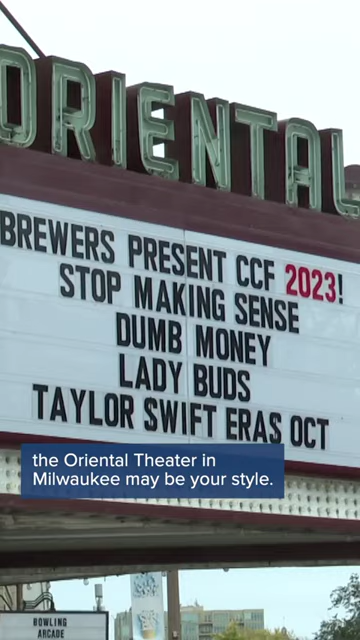 ORIENTAL
BREWERS PRESENT CCF 2023!
STOP MAKING SENSE
DUMB MONEY
LADY BUDS
TAYLOR SWIFT ERAS OCT
the Oriental Theater in
Milwaukee may be your style.
BOWLING
ARCADE